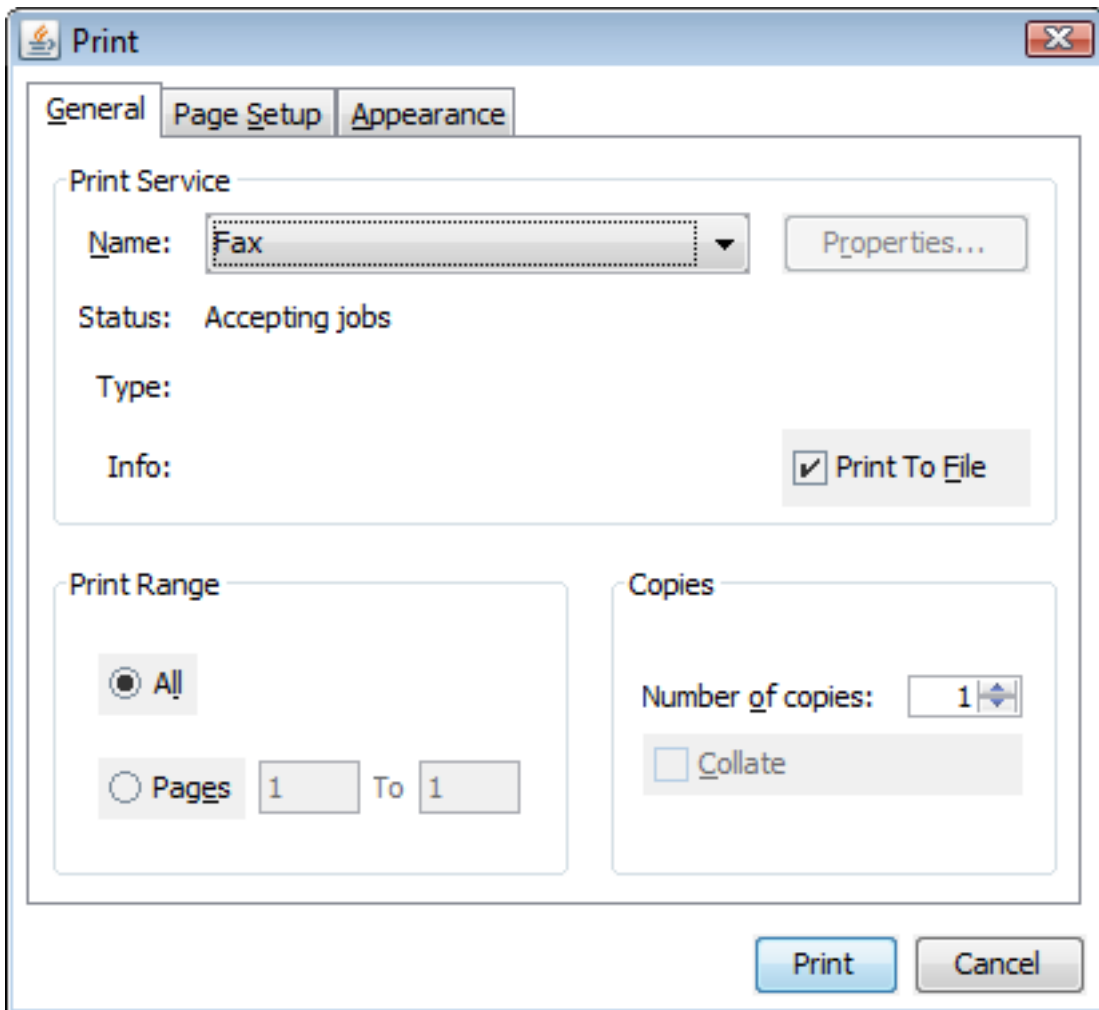 Print
General Page Setup Appearance
Print Service
Name: Fax Properties...
Status: Accepting jobs
Type:
Info: Print To File
Print Range Copies
All
Number of copies: 1
Collate
Pages 1 To 1
Print Cancel